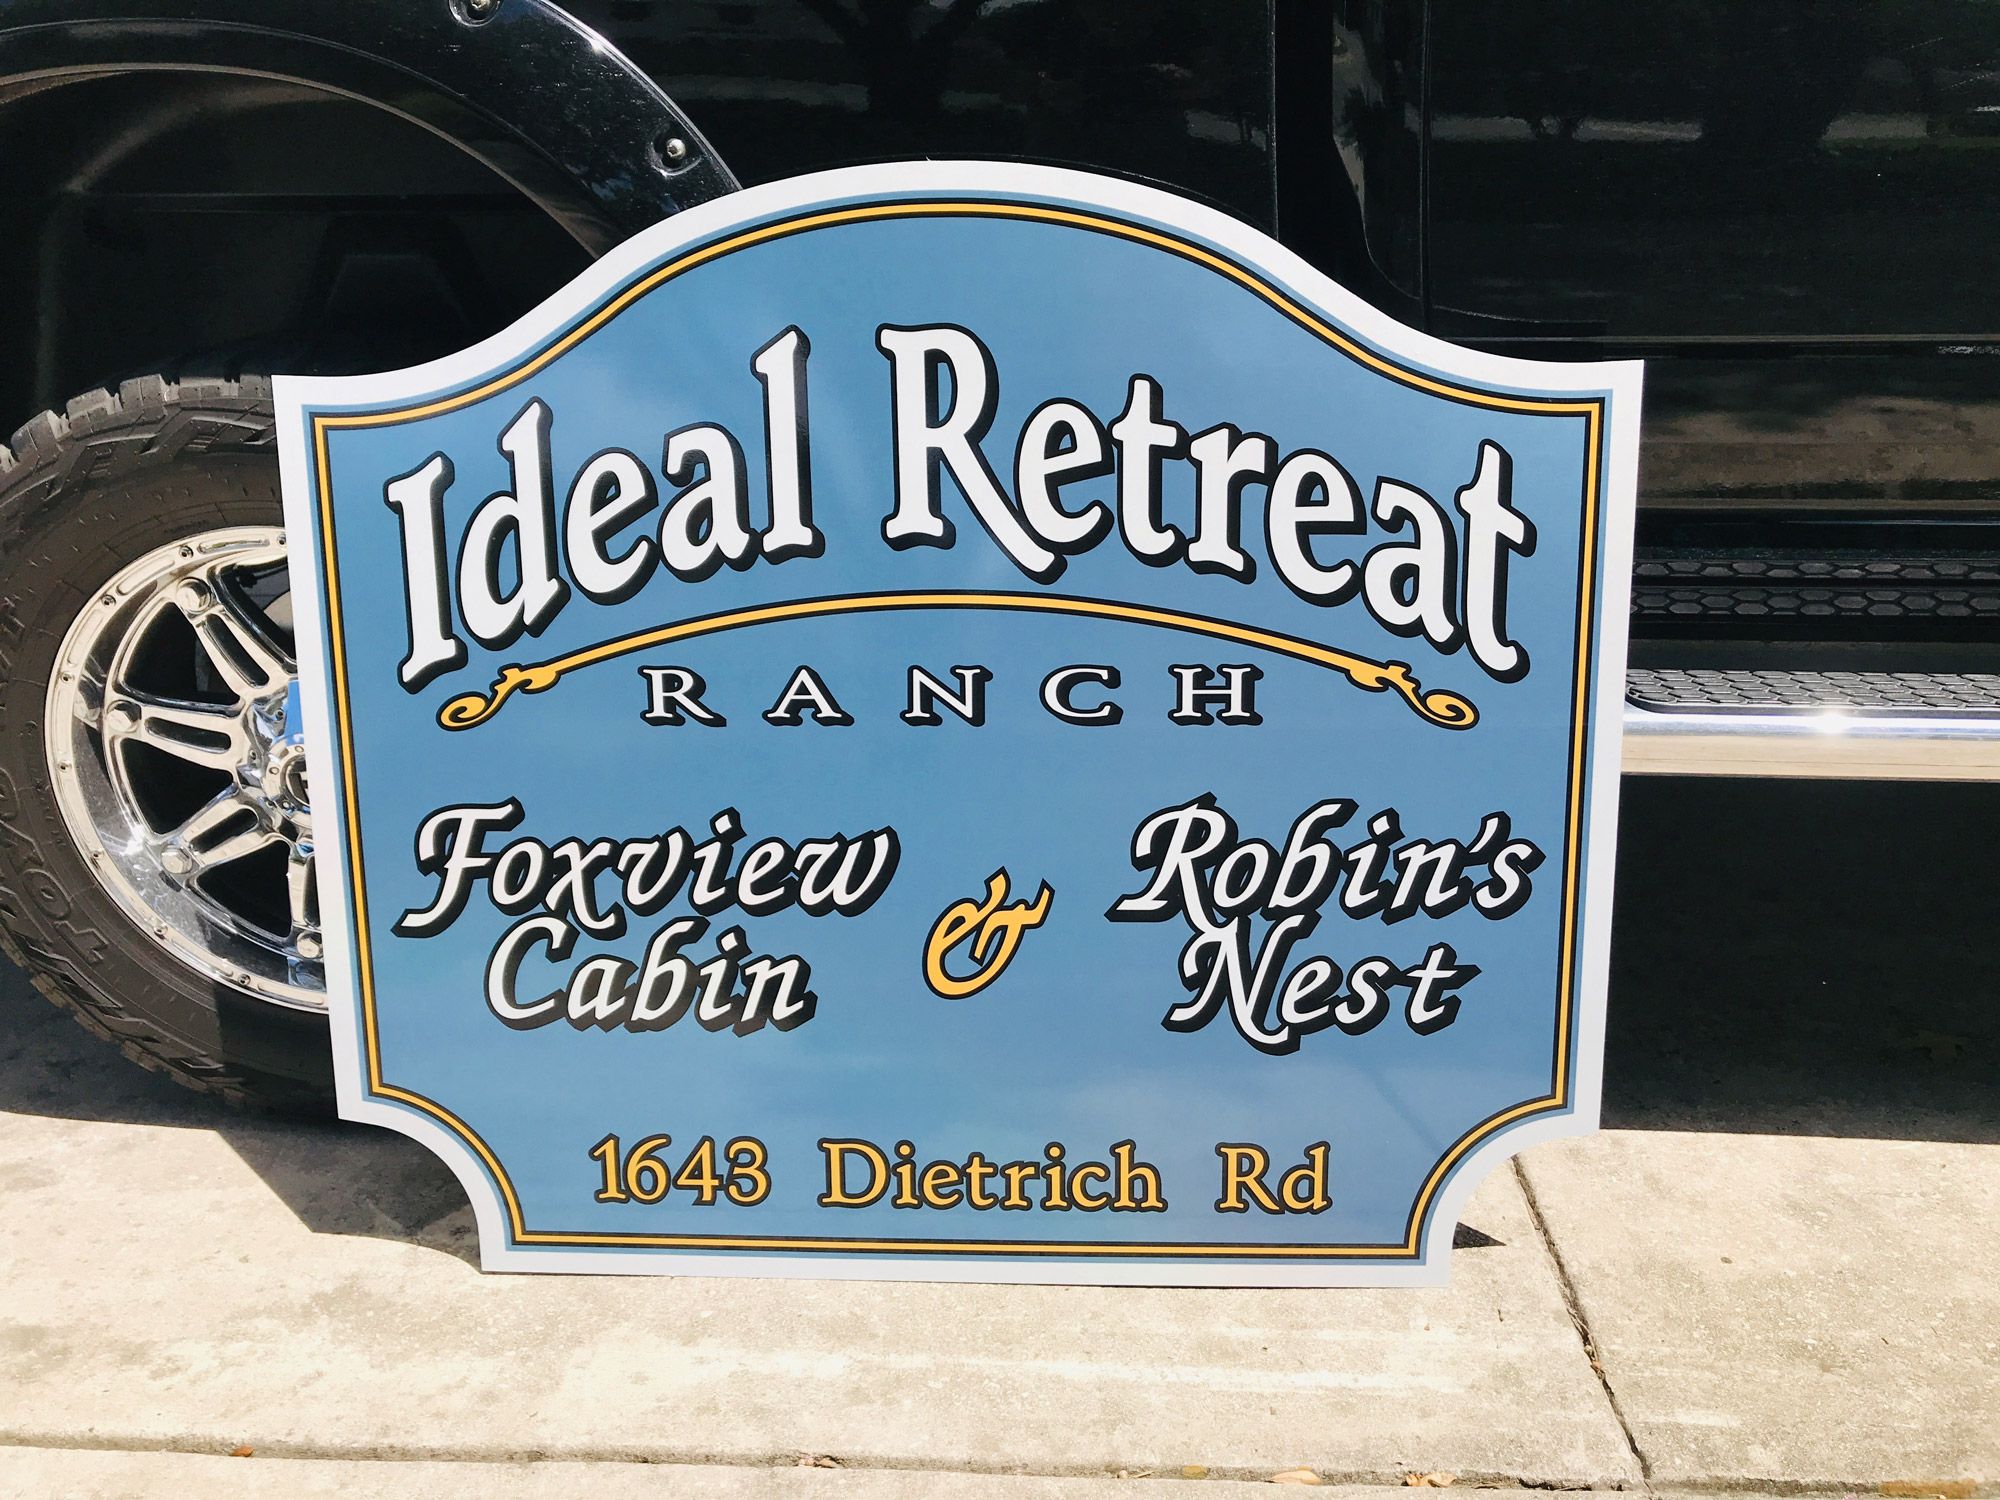 Ideal Retreat
RANCH
Foxview
Cabin
&
Robin's
Nest
1643 Dietrich Rd